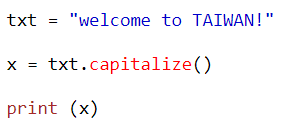 txt = "welcome to TAIWAN!"
x = txt.capitalize()
print (x)